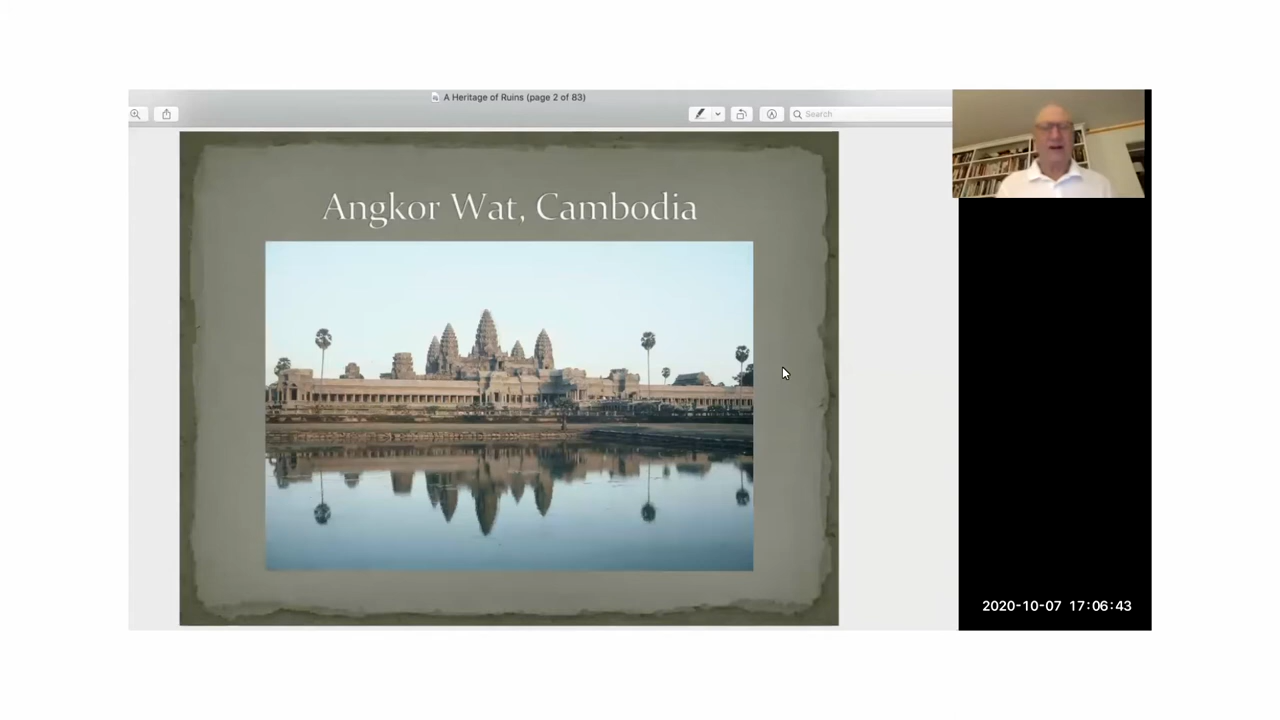 A Heritage of Ruins (page 2 of 83)
Search
Angkor Wat, Cambodia
2020-10-07 17:06:43